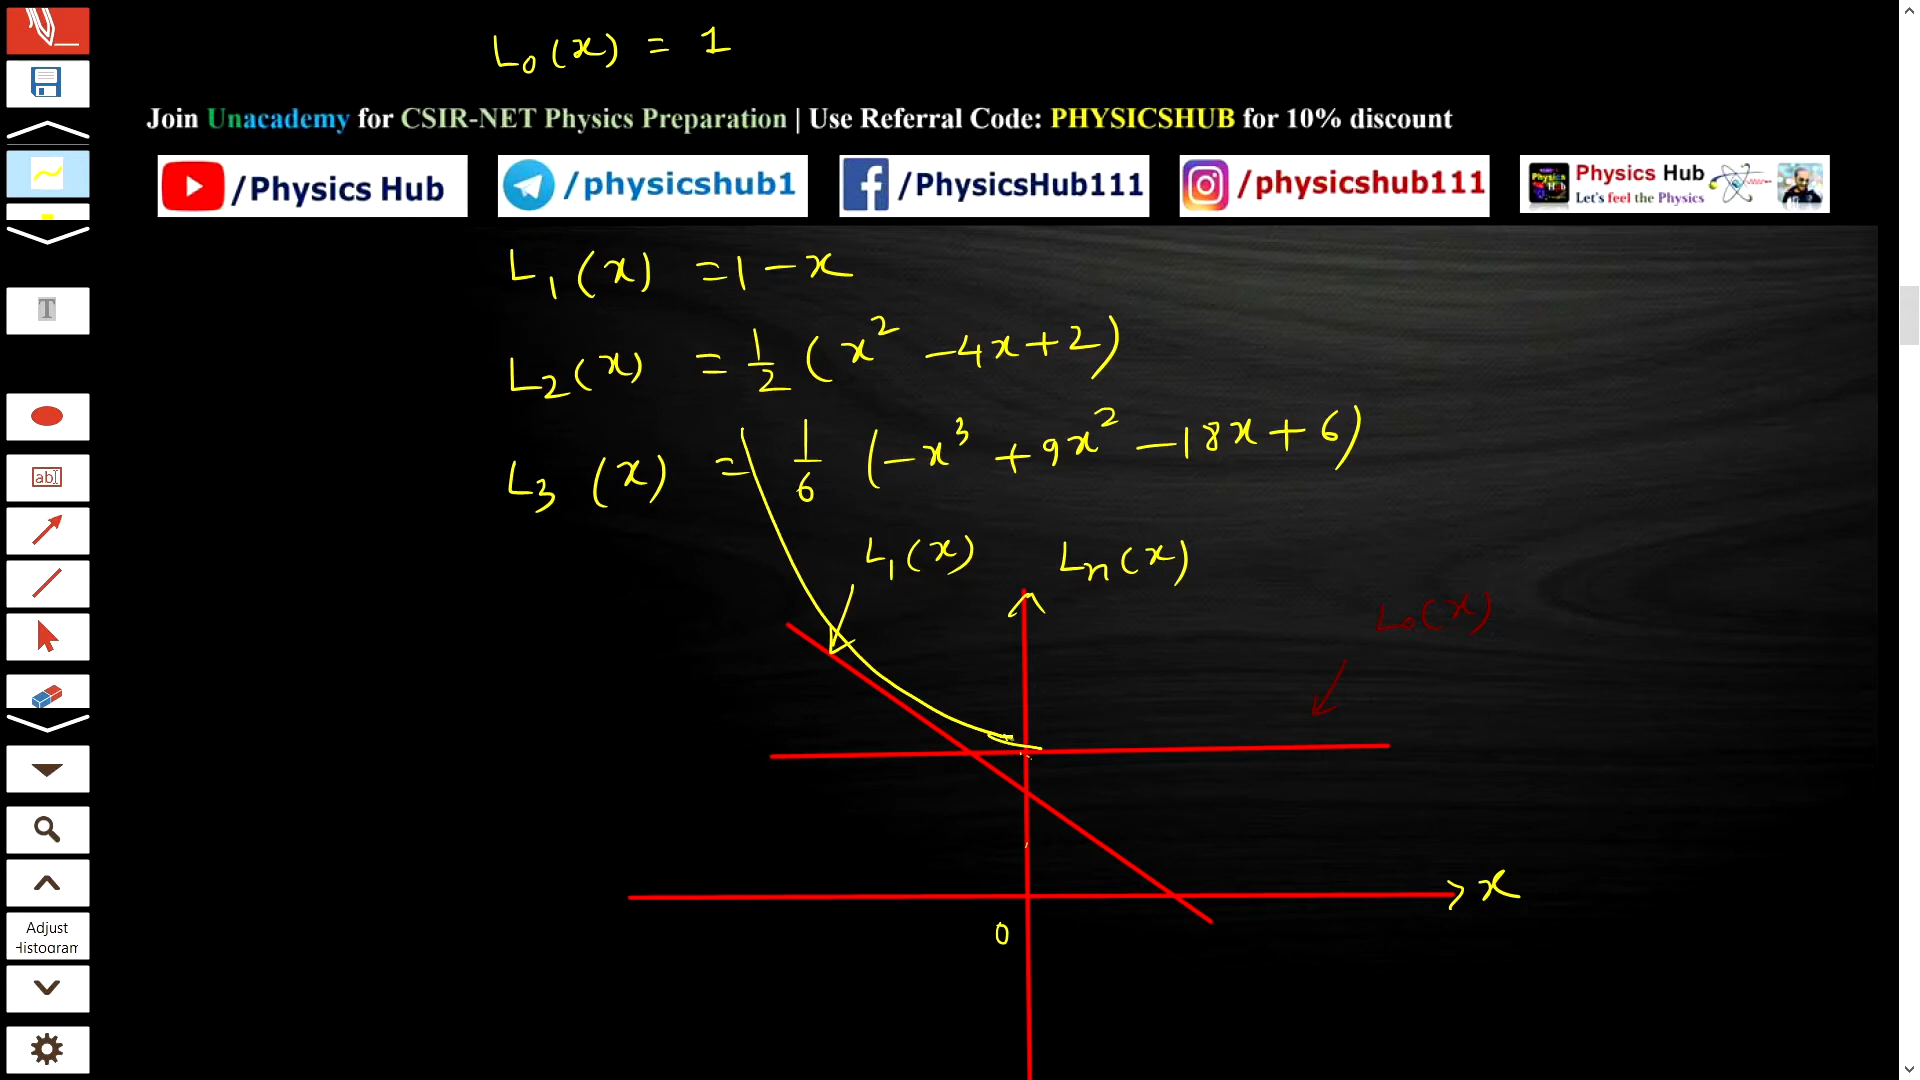 L₀(x) = 1
Join Unacademy for CSIR-NET Physics Preparation | Use Referral Code: PHYSICSHUB for 10% discount
/Physics Hub
/physicshub1
/PhysicsHub111
/physicshub111
Physics Hub
Physics Hub
Let's feel the Physics
L₁(x) = 1 - x
L₂(x) = 1/2 (x² - 4x + 2)
L₃(x) = 1/6 (-x³ + 9x² - 18x + 6)
L₁(x)
Lₙ(x)
L₀(x)
x
0
T
ab
Adjust
Histogram